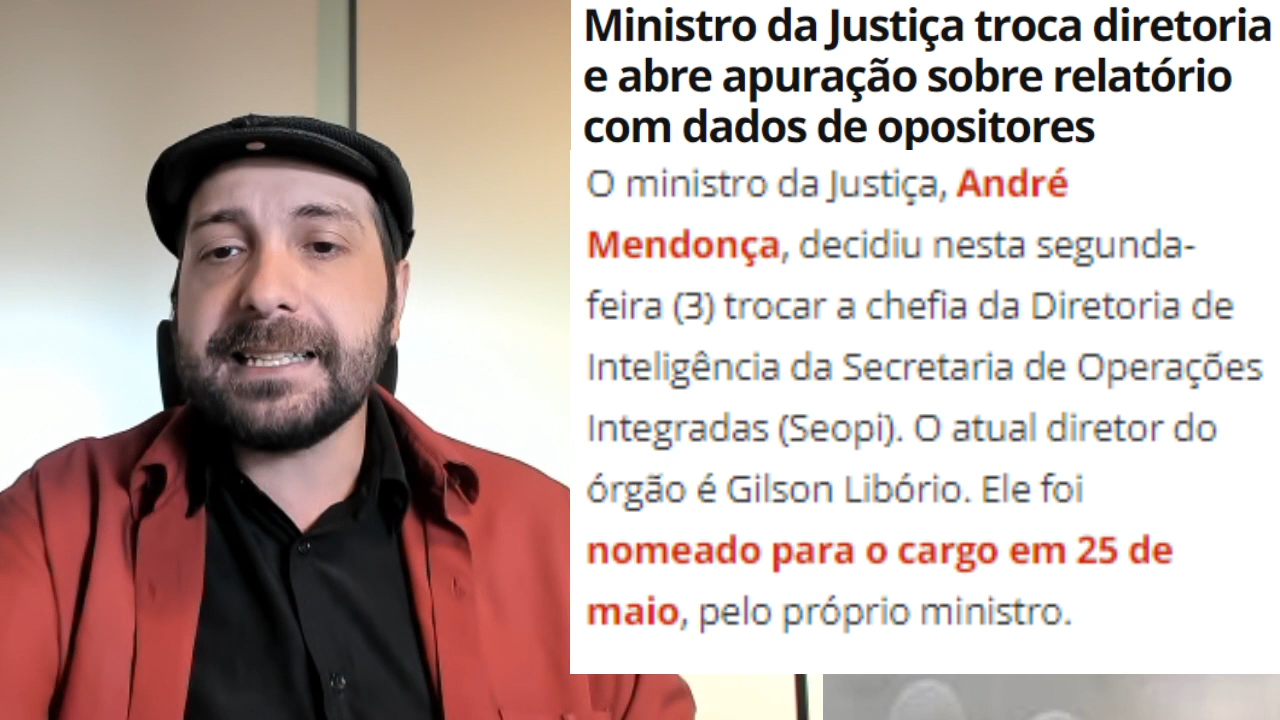 Ministro da Justiça troca diretoria
e abre apuração sobre relatório
com dados de opositores
O ministro da Justiça, André
Mendonça, decidiu nesta segunda-
feira (3) trocar a chefia da Diretoria de
Inteligência da Secretaria de Operações
Integradas (Seopi). O atual diretor do
órgão é Gilson Libório. Ele foi
nomeado para o cargo em 25 de
maio, pelo próprio ministro.